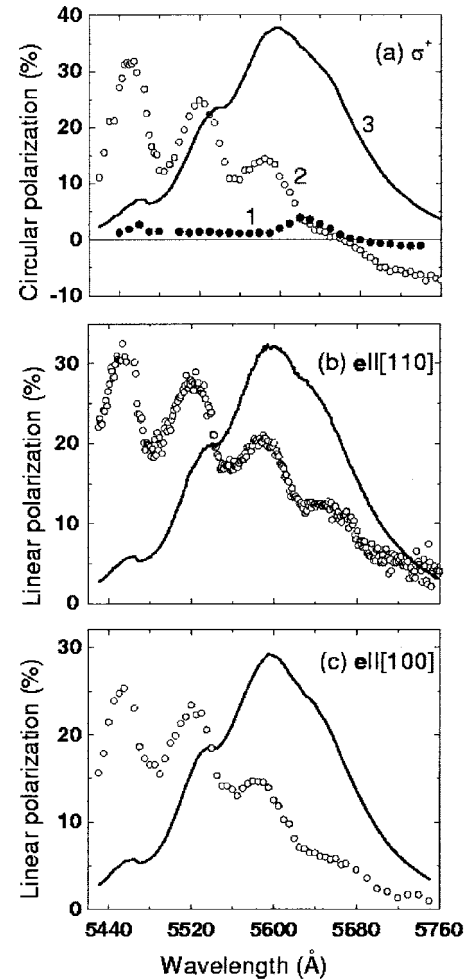 40
30
20
10
0
-10
Circular polarization (%)
(a) σ⁺
3
2
1
30
20
10
0
Linear polarization (%)
(b) e||[110]
30
20
10
0
Linear polarization (%)
(c) e||[100]
5440 5520 5600 5680 5760
Wavelength (Å)